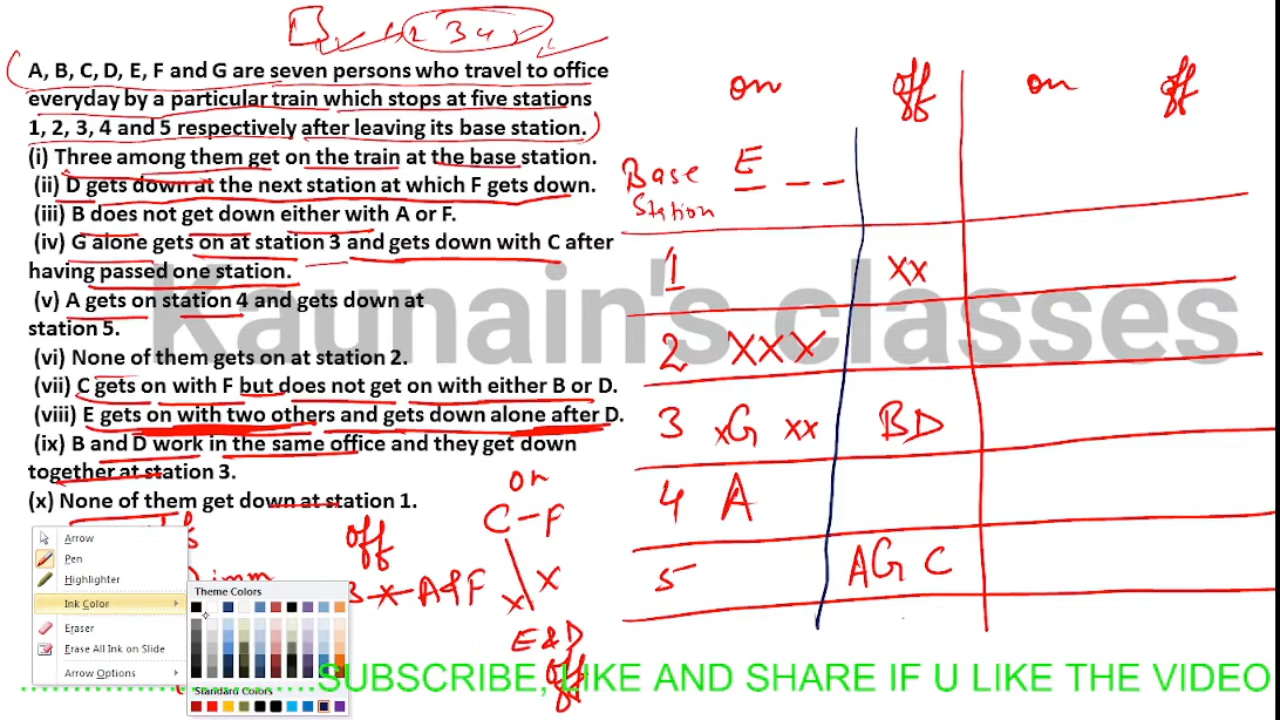 B 1 2 3 4 5
A, B, C, D, E, F and G are seven persons who travel to office
everyday by a particular train which stops at five stations
1, 2, 3, 4 and 5 respectively after leaving its base station.
(i) Three among them get on the train at the base station.
(ii) D gets down at the next station at which F gets down.
(iii) B does not get down either with A or F.
(iv) G alone gets on at station 3 and gets down with C after
having passed one station.
(v) A gets on station 4 and gets down at
station 5.
(vi) None of them gets on at station 2.
(vii) C gets on with F but does not get on with either B or D.
(viii) E gets on with two others and gets down alone after D.
(ix) B and D work in the same office and they get down
together at station 3.
(x) None of them get down at station 1.
on off on off
Base E
Station
1 xx
2 XXX
3 xG xx BD
4 A
5 AG C
on
C - F
x x
E & D
off
off
B x A & F
imm
Arrow
Pen
Highlighter
Ink Color
Eraser
Erase All Ink on Slide
Arrow Options
Theme Colors
Standard Colors
Kaunain's classes
SUBSCRIBE, LIKE AND SHARE IF U LIKE THE VIDEO